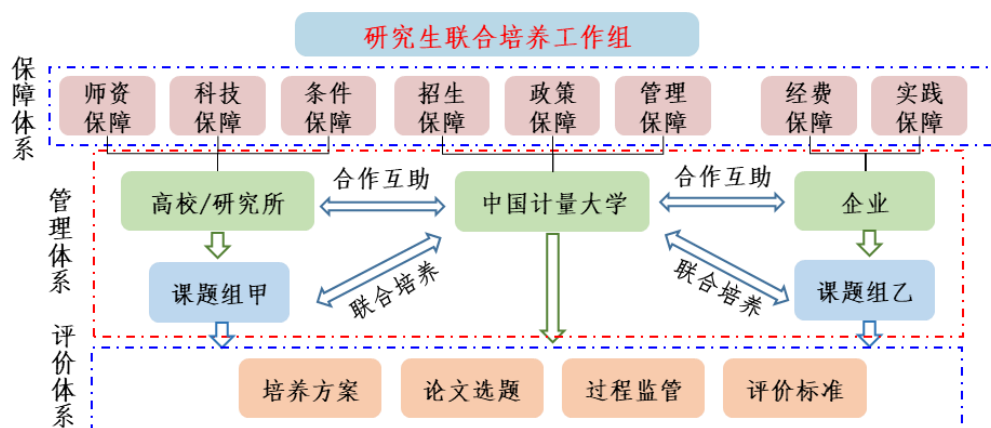 研究生联合培养工作组
保障体系
师资
保障
科技
保障
条件
保障
招生
保障
政策
保障
管理
保障
经费
保障
实践
保障
管理体系
高校/研究所
合作互助
中国计量大学
合作互助
企业
课题组甲
联合培养
联合培养
课题组乙
评价体系
培养方案
论文选题
过程监管
评价标准